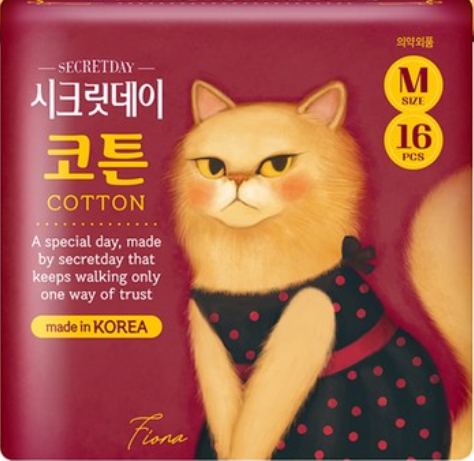 의약외품
SECRETDAY
시크릿데이
코튼
COTTON
A special day, made
by secretday that
keeps walking only
one way of trust
made in KOREA
M
SIZE
16
PCS
Fiona